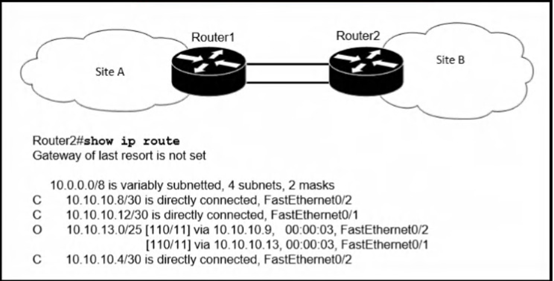 Router1
Router2
Site A
Site B
Router2#show ip route
Gateway of last resort is not set
10.0.0.0/8 is variably subnetted, 4 subnets, 2 masks
C 10.10.10.8/30 is directly connected, FastEthernet0/2
C 10.10.10.12/30 is directly connected, FastEthernet0/1
O 10.10.13.0/25 [110/11] via 10.10.10.9, 00:00:03, FastEthernet0/2
[110/11] via 10.10.10.13, 00:00:03, FastEthernet0/1
C 10.10.10.4/30 is directly connected, FastEthernet0/2